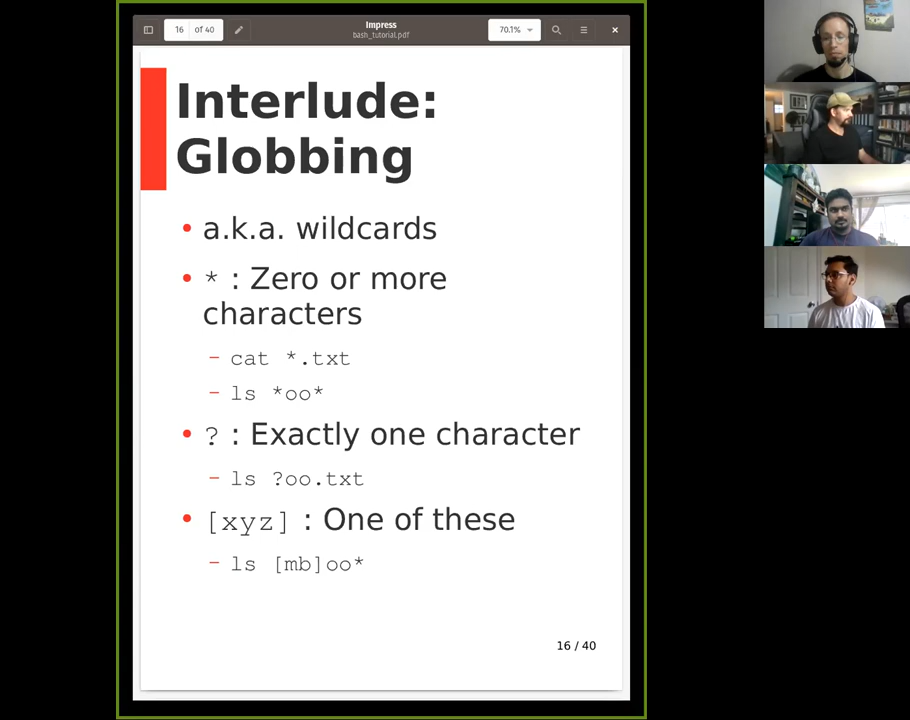 16 of 40
Impress
bash_tutorial.pdf
70.1%
Interlude:
Globbing
• a.k.a. wildcards
• * : Zero or more
characters
– cat *.txt
– ls *oo*
• ? : Exactly one character
– ls ?oo.txt
• [xyz] : One of these
– ls [mb]oo*
16 / 40